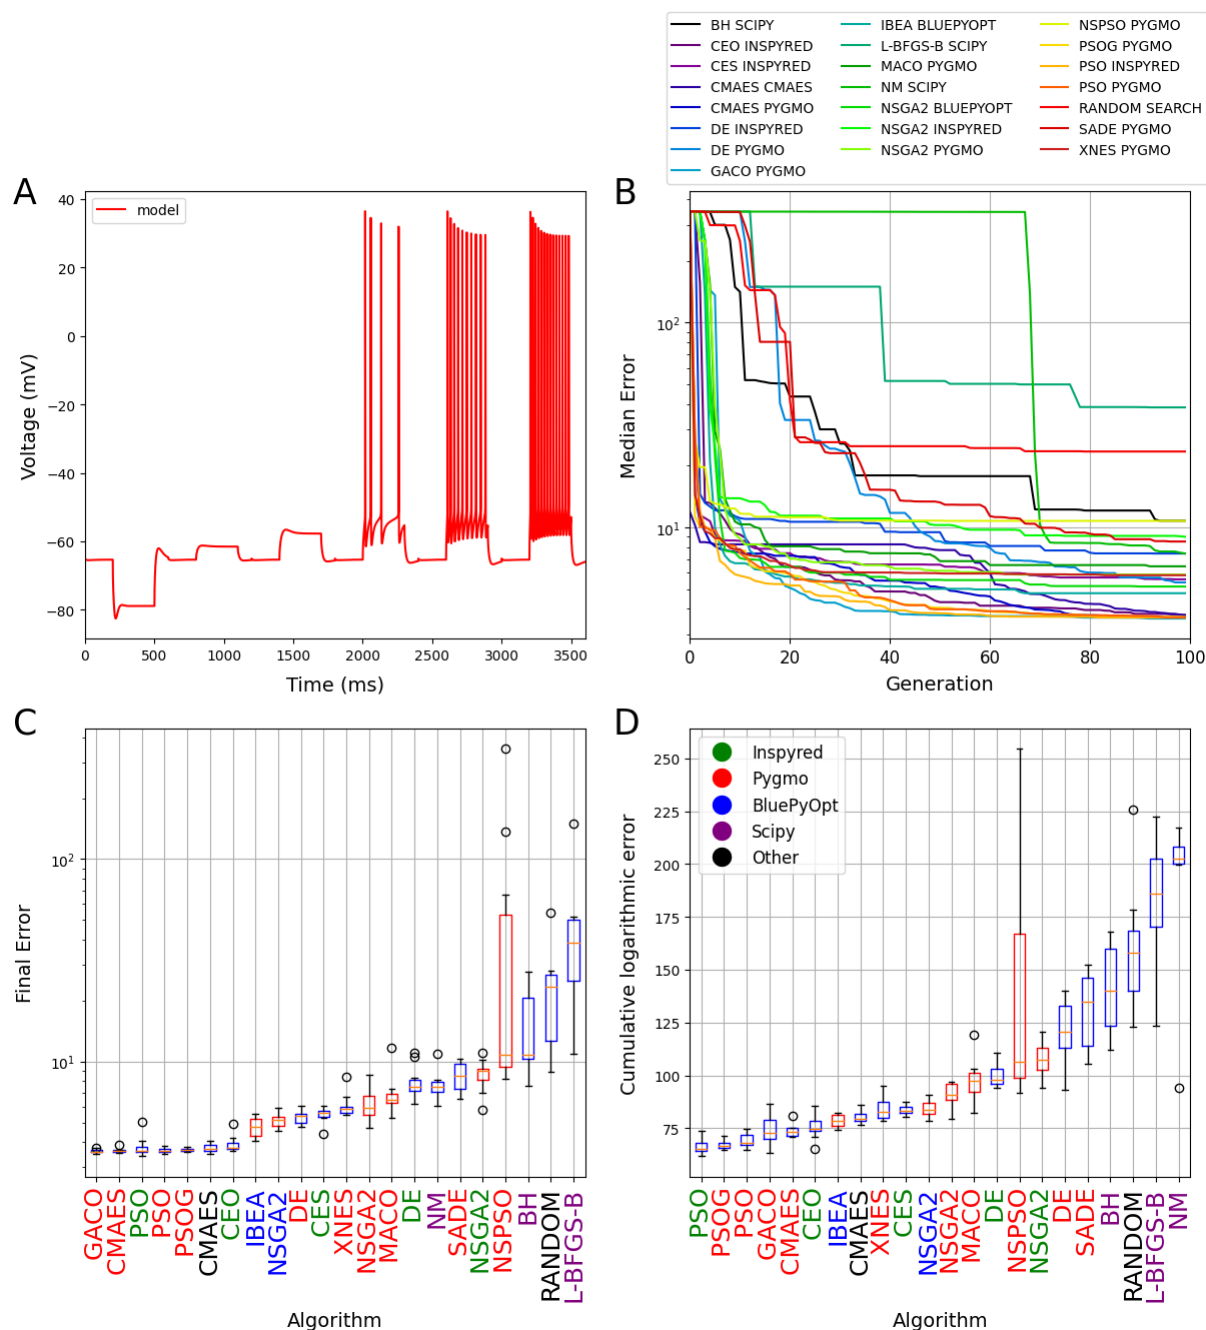 BH SCIPY
CEO INSPYRED
CES INSPYRED
CMAES CMAES
CMAES PYGMO
DE INSPYRED
DE PYGMO
GACO PYGMO
IBEA BLUEPYOPT
L-BFGS-B SCIPY
MACO PYGMO
NM SCIPY
NSGA2 BLUEPYOPT
NSGA2 INSPYRED
NSGA2 PYGMO
NSPSO PYGMO
PSOG PYGMO
PSO INSPYRED
PSO PYGMO
RANDOM SEARCH
SADE PYGMO
XNES PYGMO
A
model
40
20
0
−20
−40
−60
−80
Voltage (mV)
0 500 1000 1500 2000 2500 3000 3500
Time (ms)
B
10²
10¹
Median Error
0 20 40 60 80 100
Generation
C
10²
10¹
Final Error
GACO
CMAES
PSO
PSO
PSOG
CMAES
CEO
IBEA
NSGA2
DE
CES
XNES
NSGA2
MACO
DE
NM
SADE
NSGA2
NSPSO
BH
RANDOM
L-BFGS-B
Algorithm
D
Inspyred
Pygmo
BluePyOpt
Scipy
Other
250
225
200
175
150
125
100
75
Cumulative logarithmic error
PSO
PSOG
PSO
GACO
CMAES
CEO
IBEA
CMAES
XNES
CES
NSGA2
NSGA2
MACO
DE
NSPSO
NSGA2
DE
SADE
BH
RANDOM
L-BFGS-B
NM
Algorithm